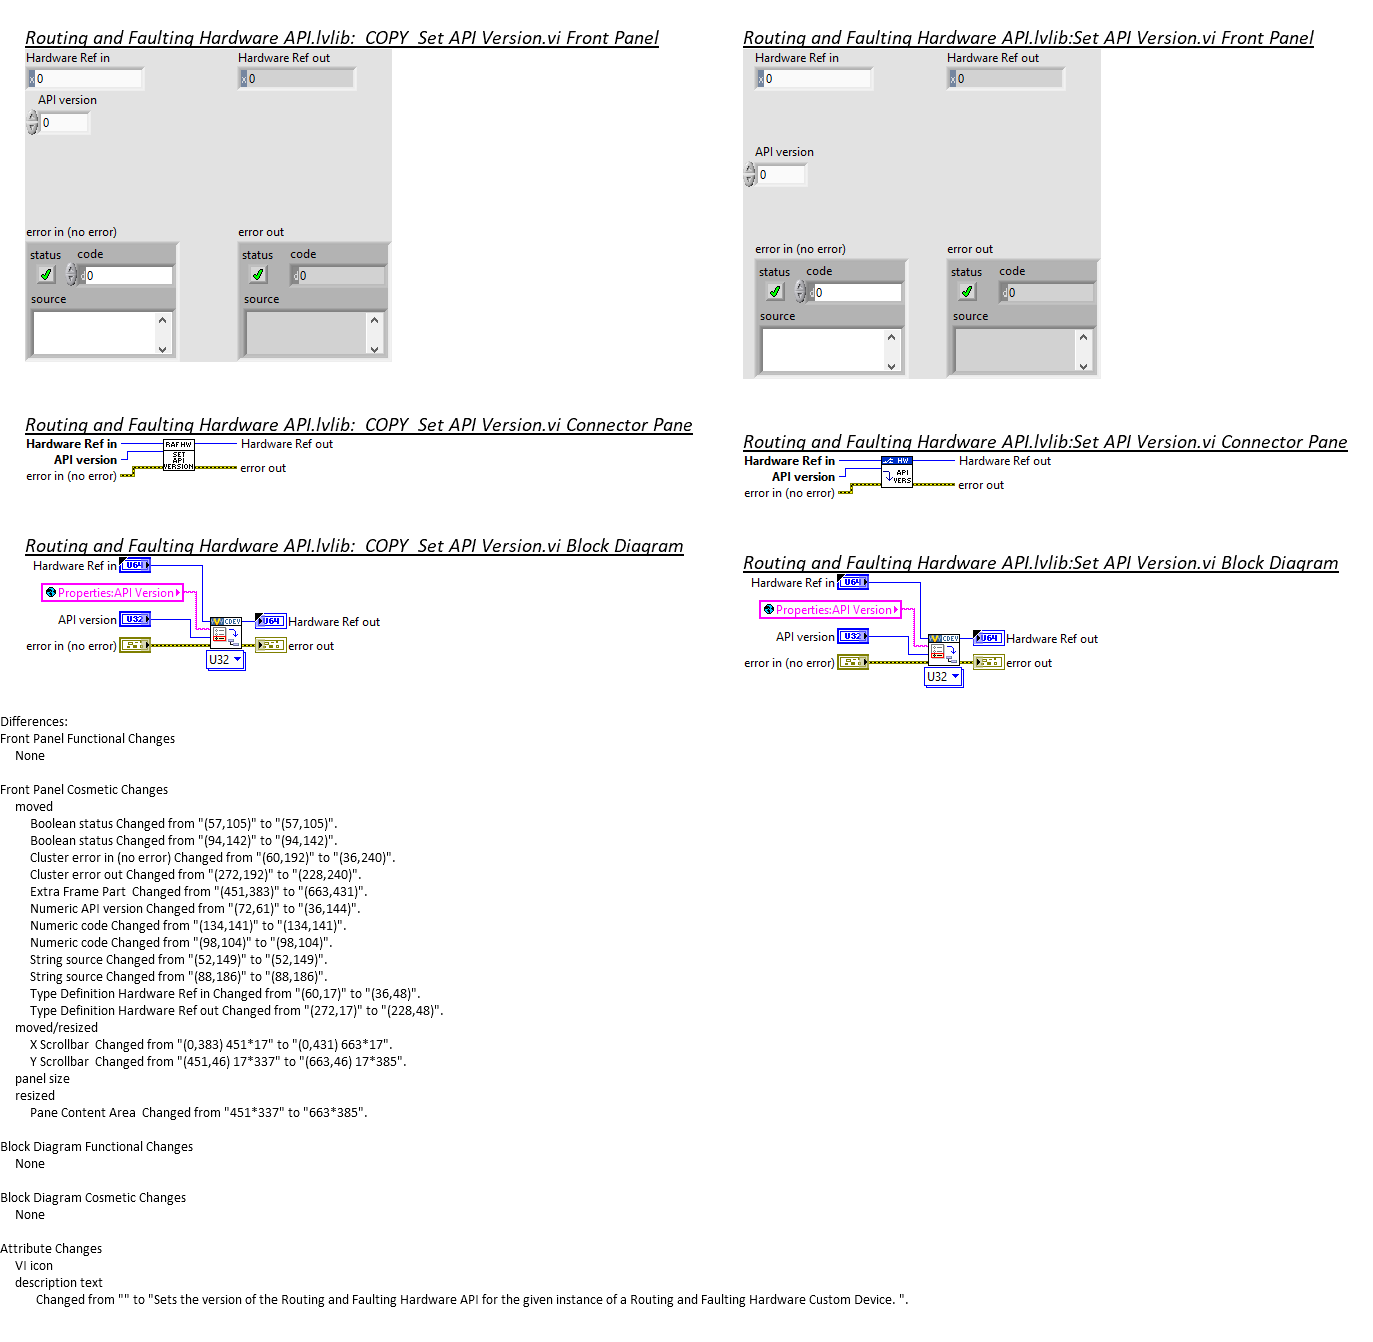 Routing and Faulting Hardware API.lvlib:_COPY_Set API Version.vi Front Panel
Hardware Ref in
Hardware Ref out
x 0
x 0
API version
0
error in (no error)
error out
status code
status code
d 0
d 0
source
source
Routing and Faulting Hardware API.lvlib:Set API Version.vi Front Panel
Hardware Ref in
Hardware Ref out
x 0
x 0
API version
0
error in (no error)
error out
status code
status code
d 0
d 0
source
source
Routing and Faulting Hardware API.lvlib:_COPY_Set API Version.vi Connector Pane
Hardware Ref in
Hardware Ref out
API version
error in (no error)
error out
RAF HW
SET
API
VERSION
Routing and Faulting Hardware API.lvlib:Set API Version.vi Connector Pane
Hardware Ref in
Hardware Ref out
API version
error in (no error)
error out
HW
API
VERS
Routing and Faulting Hardware API.lvlib:_COPY_Set API Version.vi Block Diagram
Hardware Ref in
U64
Properties:API Version
API version
U32
CDEV
U64
Hardware Ref out
error in (no error)
error out
U32
Routing and Faulting Hardware API.lvlib:Set API Version.vi Block Diagram
Hardware Ref in
U64
Properties:API Version
API version
U32
CDEV
U64
Hardware Ref out
error in (no error)
error out
U32
Differences:
Front Panel Functional Changes
None
Front Panel Cosmetic Changes
moved
Boolean status Changed from "(57,105)" to "(57,105)".
Boolean status Changed from "(94,142)" to "(94,142)".
Cluster error in (no error) Changed from "(60,192)" to "(36,240)".
Cluster error out Changed from "(272,192)" to "(228,240)".
Extra Frame Part  Changed from "(451,383)" to "(663,431)".
Numeric API version Changed from "(72,61)" to "(36,144)".
Numeric code Changed from "(134,141)" to "(134,141)".
Numeric code Changed from "(98,104)" to "(98,104)".
String source Changed from "(52,149)" to "(52,149)".
String source Changed from "(88,186)" to "(88,186)".
Type Definition Hardware Ref in Changed from "(60,17)" to "(36,48)".
Type Definition Hardware Ref out Changed from "(272,17)" to "(228,48)".
moved/resized
X Scrollbar  Changed from "(0,383) 451*17" to "(0,431) 663*17".
Y Scrollbar  Changed from "(451,46) 17*337" to "(663,46) 17*385".
panel size
resized
Pane Content Area  Changed from "451*337" to "663*385".
Block Diagram Functional Changes
None
Block Diagram Cosmetic Changes
None
Attribute Changes
VI icon
description text
Changed from "" to "Sets the version of the Routing and Faulting Hardware API for the given instance of a Routing and Faulting Hardware Custom Device. ".